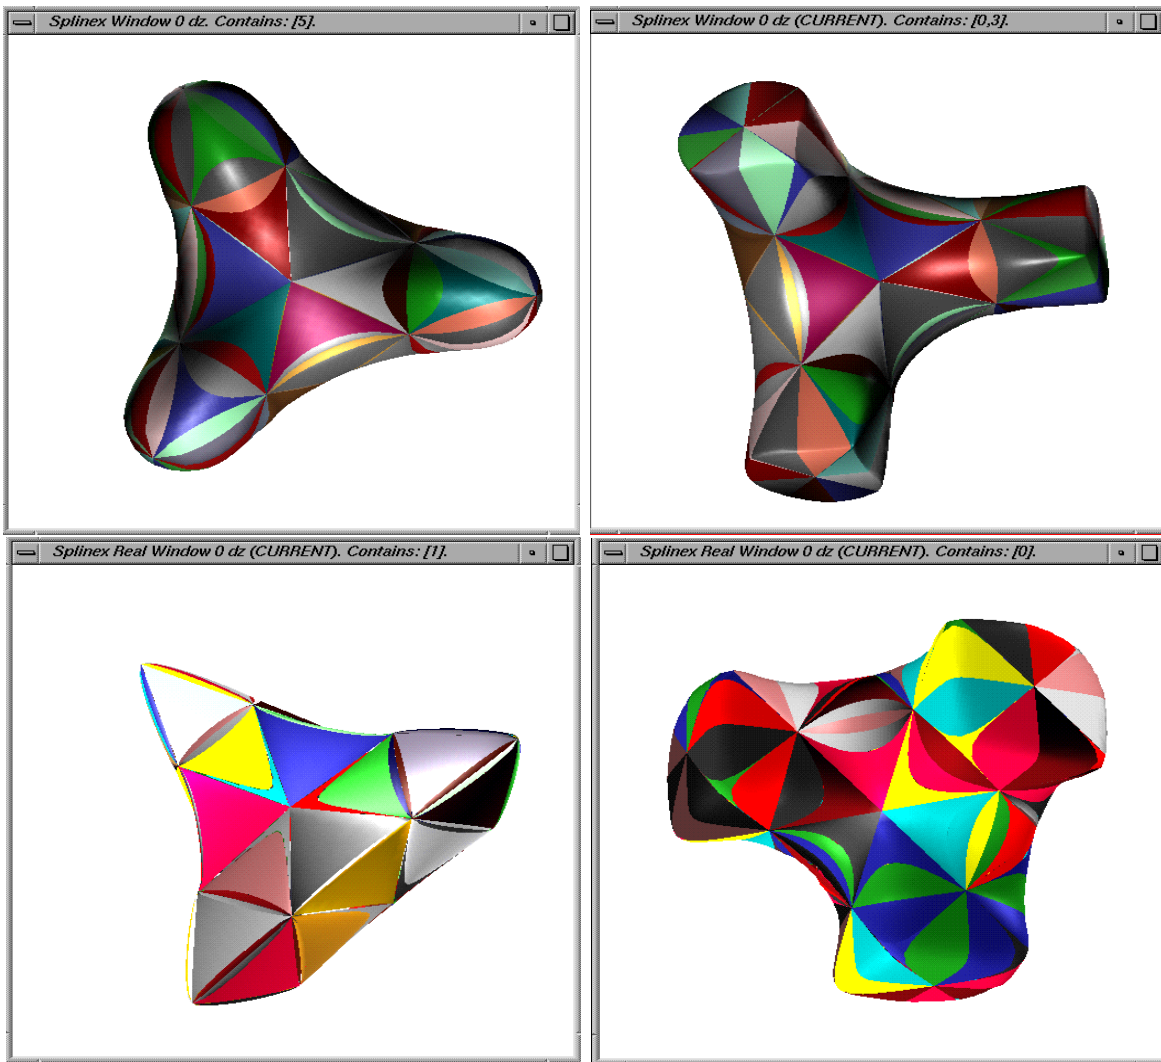 Splinex Window 0 dz. Contains: [5].
Splinex Window 0 dz (CURRENT). Contains: [0,3].
Splinex Real Window 0 dz (CURRENT). Contains: [1].
Splinex Real Window 0 dz (CURRENT). Contains: [0].